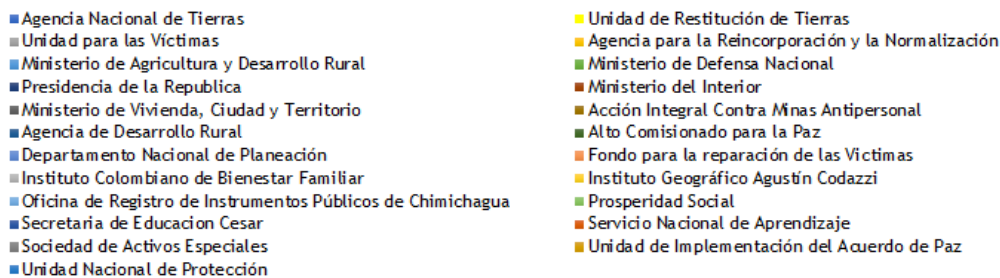 Agencia Nacional de Tierras
Unidad de Restitución de Tierras
Unidad para las Víctimas
Agencia para la Reincorporación y la Normalización
Ministerio de Agricultura y Desarrollo Rural
Ministerio de Defensa Nacional
Presidencia de la Republica
Ministerio del Interior
Ministerio de Vivienda, Ciudad y Territorio
Acción Integral Contra Minas Antipersonal
Agencia de Desarrollo Rural
Alto Comisionado para la Paz
Departamento Nacional de Planeación
Fondo para la reparación de las Victimas
Instituto Colombiano de Bienestar Familiar
Instituto Geográfico Agustín Codazzi
Oficina de Registro de Instrumentos Públicos de Chimichagua
Prosperidad Social
Secretaria de Educacion Cesar
Servicio Nacional de Aprendizaje
Sociedad de Activos Especiales
Unidad de Implementación del Acuerdo de Paz
Unidad Nacional de Protección